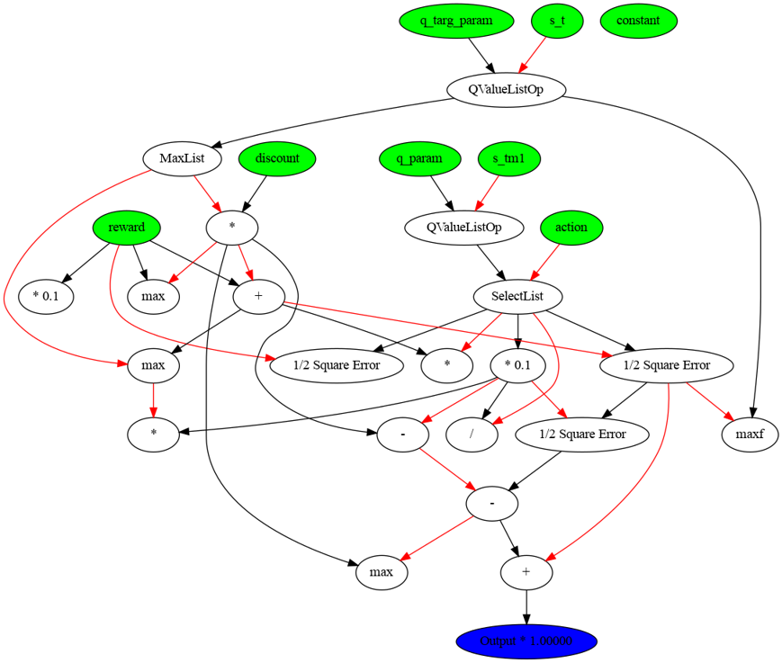 q_targ_param s_t constant
QValueListOp
MaxList discount q_param s_tm1
reward * QValueListOp action
* 0.1 max + SelectList
max 1/2 Square Error * * 0.1 1/2 Square Error
* - / 1/2 Square Error maxf
-
max +
Output * 1.00000